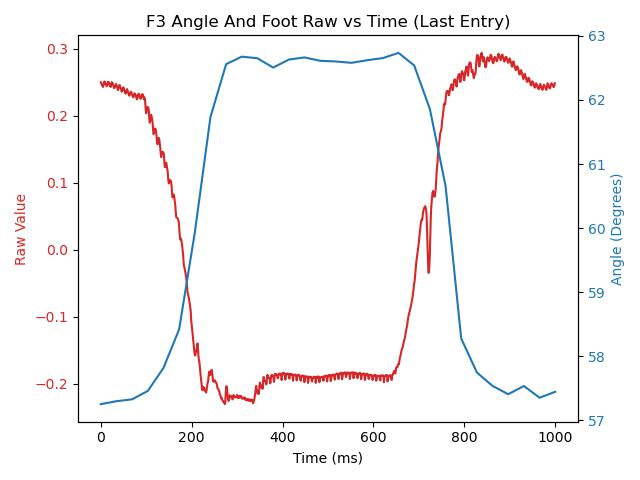 F3 Angle And Foot Raw vs Time (Last Entry)
0.3
0.2
0.1
0.0
−0.1
−0.2
Raw Value
63
62
61
60
59
58
57
Angle (Degrees)
0 200 400 600 800 1000
Time (ms)